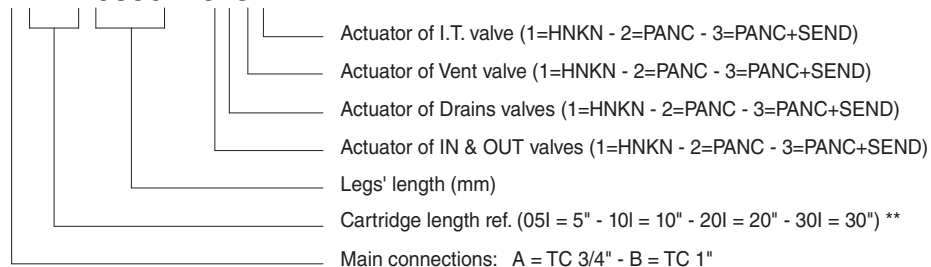 Actuator of I.T. valve (1=HNKN - 2=PANC - 3=PANC+SEND)
Actuator of Vent valve (1=HNKN - 2=PANC - 3=PANC+SEND)
Actuator of Drains valves (1=HNKN - 2=PANC - 3=PANC+SEND)
Actuator of IN & OUT valves (1=HNKN - 2=PANC - 3=PANC+SEND)
Legs' length (mm)
Cartridge length ref. (05I = 5" - 10I = 10" - 20I = 20" - 30I = 30") **
Main connections: A = TC 3/4" - B = TC 1"